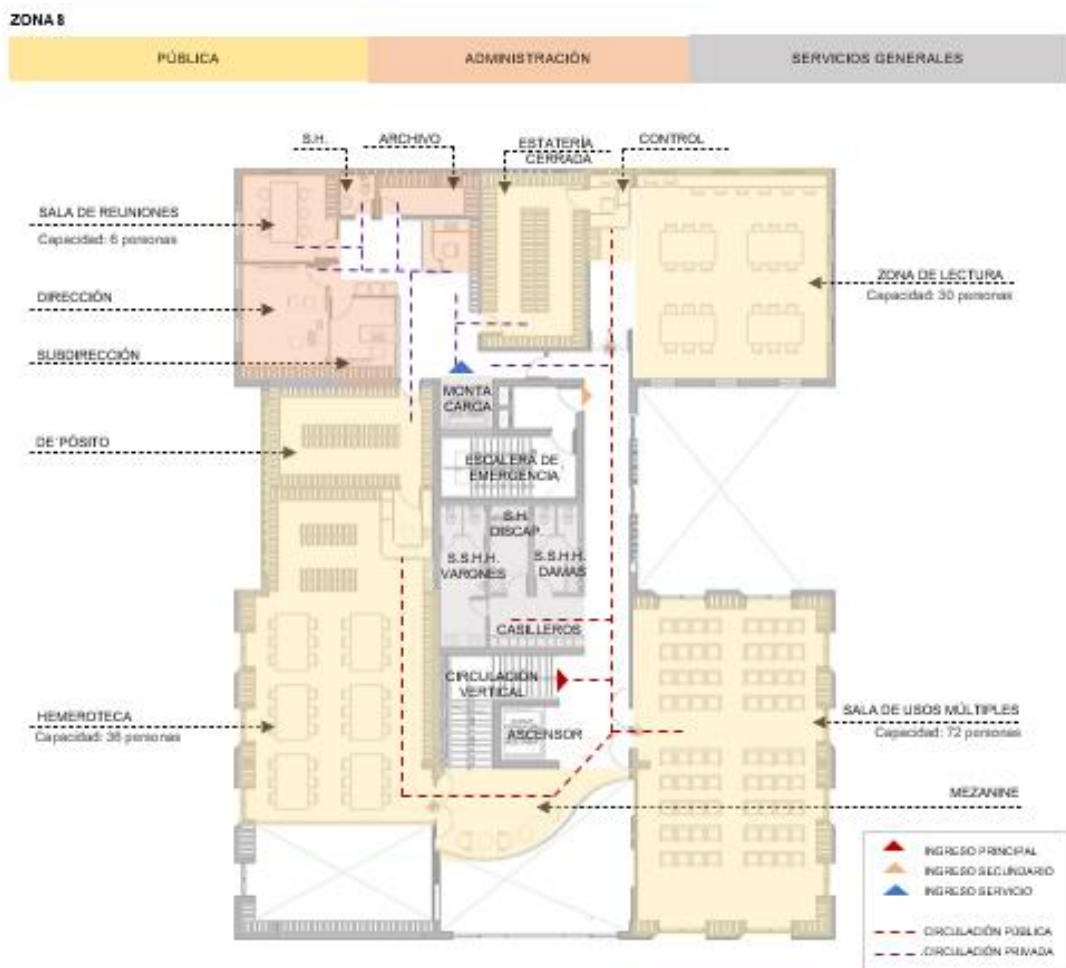 ZONA 8
PÚBLICA
ADMINISTRACIÓN
SERVICIOS GENERALES
S.H.
ARCHIVO
ESTATERÍA
CERRADA
CONTROL
SALA DE REUNIONES
Capacidad: 6 personas
ZONA DE LECTURA
Capacidad: 30 personas
DIRECCIÓN
SUBDIRECCIÓN
MONTA
CARGA
DE PÓSITO
ESCALERA DE
EMERGENCIA
S.H.
DISCAP.
S.S.H.H.
VARONES
S.S.H.H.
DAMAS
CASILLEROS
CIRCULACIÓN
VERTICAL
HEMEROTECA
Capacidad: 36 personas
SALA DE USOS MÚLTIPLES
Capacidad: 72 personas
ASCENSOR
MEZANINE
INGRESO PRINCIPAL
INGRESO SECUNDARIO
INGRESO SERVICIO
CIRCULACIÓN PÚBLICA
CIRCULACIÓN PRIVADA